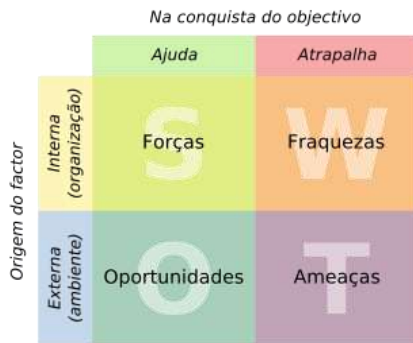 Na conquista do objectivo
Ajuda
Atrapalha
Origem do factor
Interna
(organização)
S
Forças
W
Fraquezas
Externa
(ambiente)
O
Oportunidades
T
Ameaças